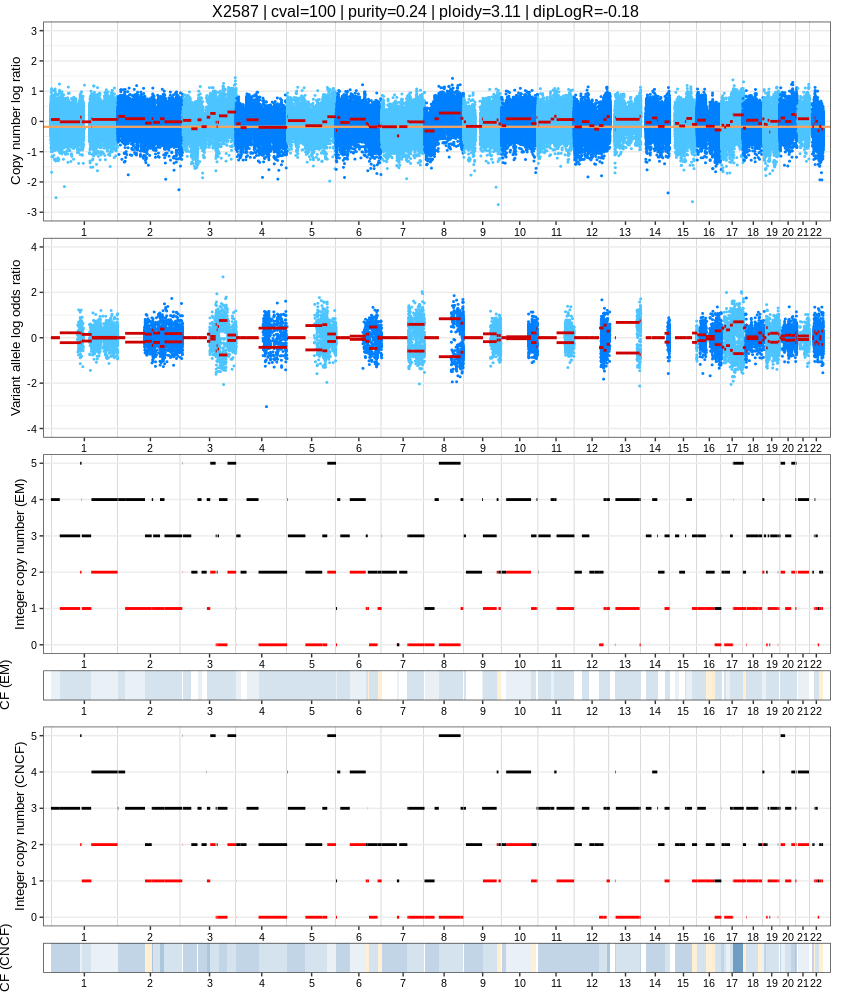 X2587 | cval=100 | purity=0.24 | ploidy=3.11 | dipLogR=-0.18
Copy number log ratio
3
2
1
0
-1
-2
-3
1 2 3 4 5 6 7 8 9 10 11 12 13 14 15 16 17 18 19 20 21 22
Variant allele log odds ratio
4
2
0
-2
-4
1 2 3 4 5 6 7 8 9 10 11 12 13 14 15 16 17 18 19 20 21 22
Integer copy number (EM)
5
4
3
2
1
0
1 2 3 4 5 6 7 8 9 10 11 12 13 14 15 16 17 18 19 20 21 22
CF (EM)
1 2 3 4 5 6 7 8 9 10 11 12 13 14 15 16 17 18 19 20 21 22
Integer copy number (CNCF)
5
4
3
2
1
0
1 2 3 4 5 6 7 8 9 10 11 12 13 14 15 16 17 18 19 20 21 22
CF (CNCF)
1 2 3 4 5 6 7 8 9 10 11 12 13 14 15 16 17 18 19 20 21 22